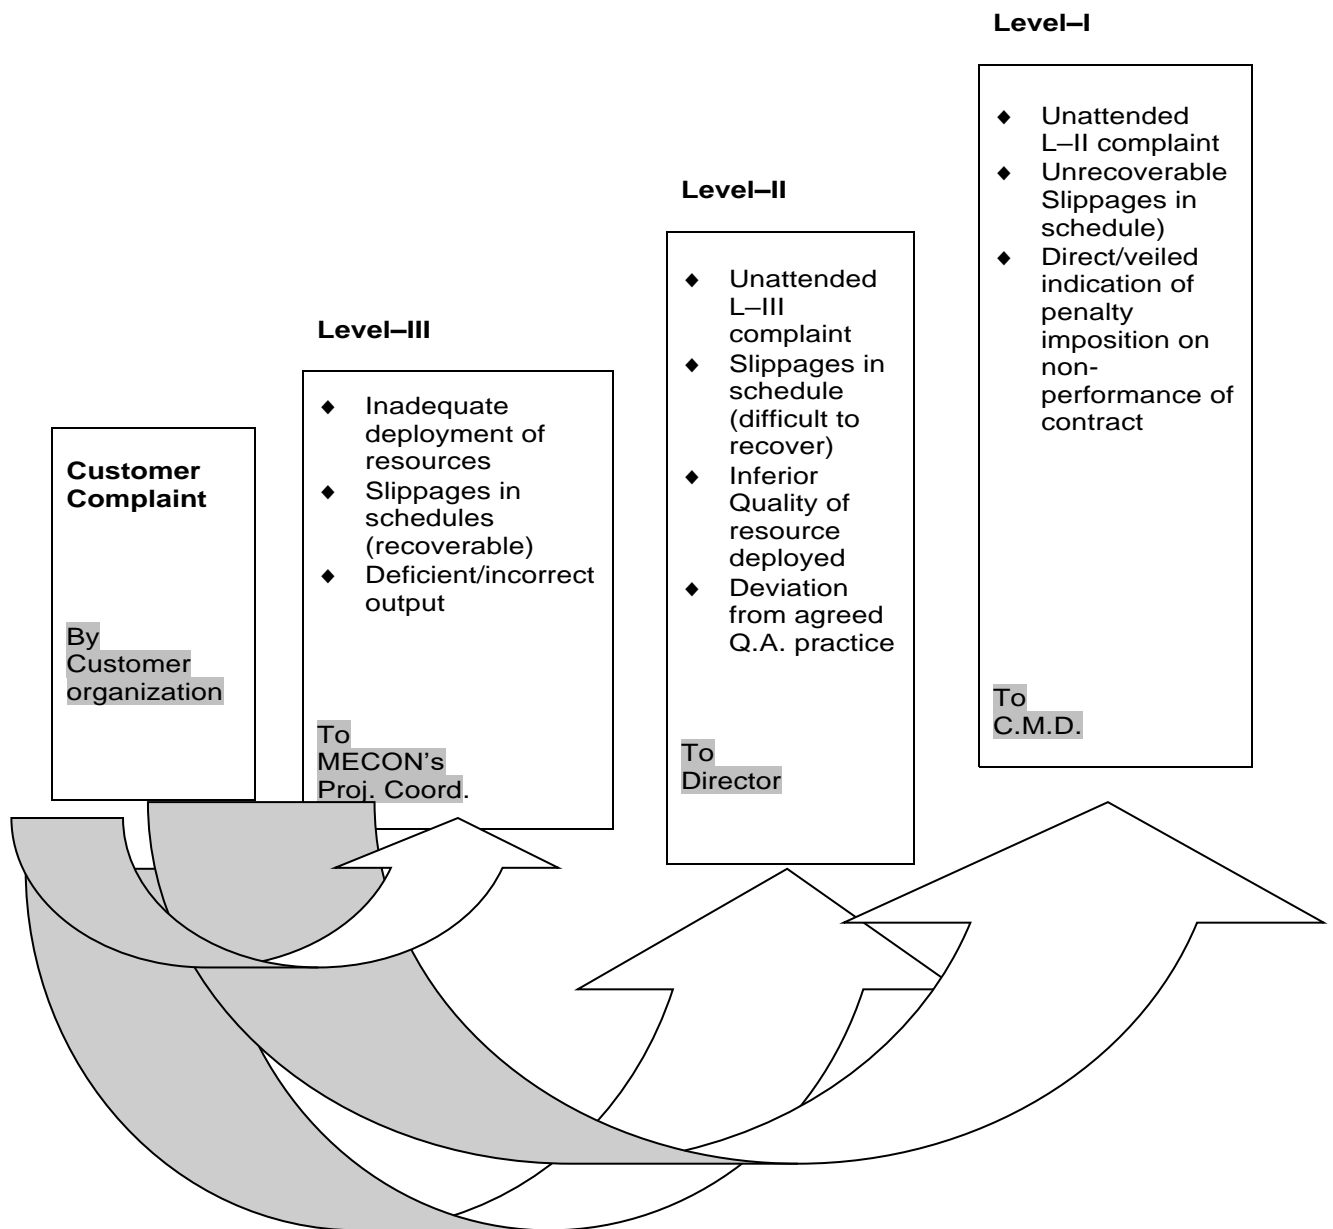 Customer
Complaint
By
Customer
organization
Level–III
◆ Inadequate
deployment of
resources
◆ Slippages in
schedules
(recoverable)
◆ Deficient/incorrect
output
To
MECON’s
Proj. Coord.
Level–II
◆ Unattended
L–III
complaint
◆ Slippages in
schedule
(difficult to
recover)
◆ Inferior
Quality of
resource
deployed
◆ Deviation
from agreed
Q.A. practice
To
Director
Level–I
◆ Unattended
L–II complaint
◆ Unrecoverable
Slippages in
schedule)
◆ Direct/veiled
indication of
penalty
imposition on
non-
performance of
contract
To
C.M.D.